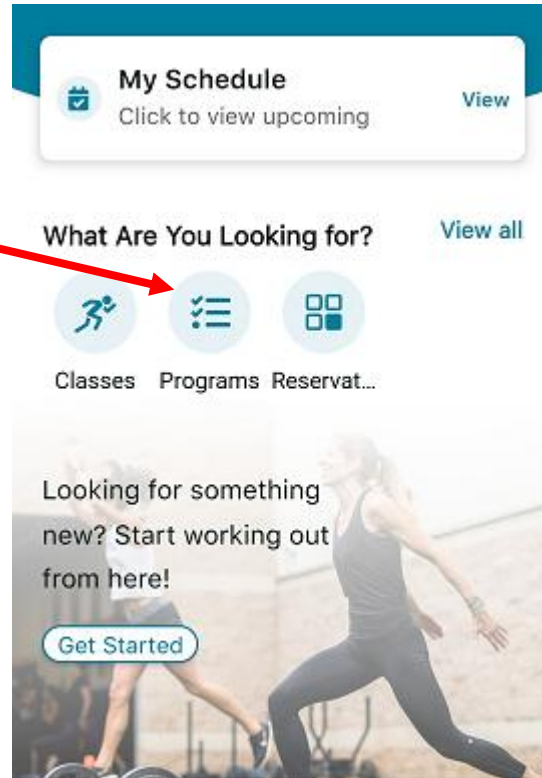 My Schedule
Click to view upcoming
View
What Are You Looking for?
View all
Classes
Programs
Reservat...
Looking for something
new? Start working out
from here!
Get Started